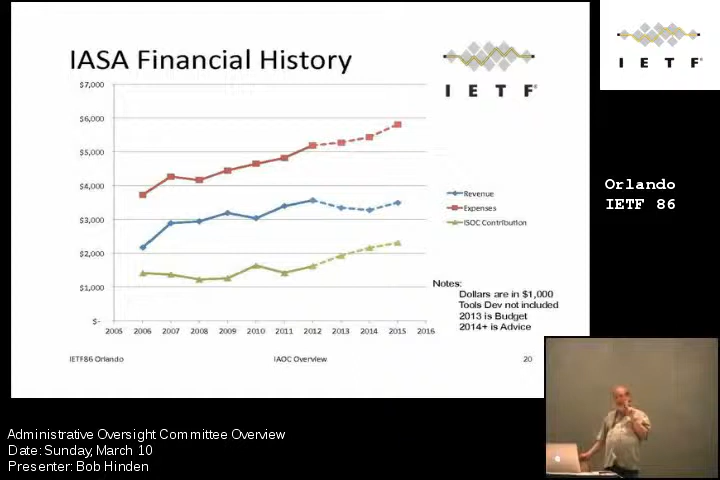 IASA Financial History
IETF®
IETF®
$7,000
$6,000
$5,000
$4,000
$3,000
$2,000
$1,000
$-
2005 2006 2007 2008 2009 2010 2011 2012 2013 2014 2015 2016
Revenue
Expenses
ISOC Contribution
Notes:
Dollars are in $1,000
Tools Dev not included
2013 is Budget
2014+ is Advice
IETF86 Orlando IAOC Overview 20
Orlando
IETF 86
Administrative Oversight Committee Overview
Date: Sunday, March 10
Presenter: Bob Hinden